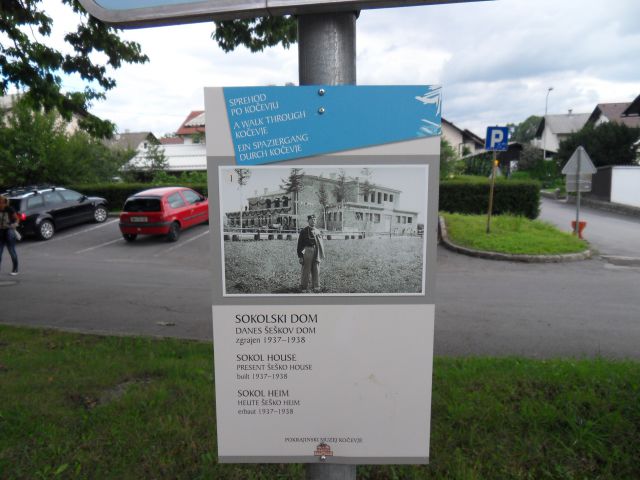 SPREHOD
PO KOČEVJU
A WALK THROUGH
KOČEVJE
EIN SPAZIERGANG
DURCH KOČEVJE
1
SOKOLSKI DOM
DANES ŠEŠKOV DOM
zgrajen 1937–1938
SOKOL HOUSE
PRESENT ŠEŠKO HOUSE
built 1937–1938
SOKOL HEIM
HEUTE ŠEŠKO HEIM
erbaut 1937–1938
POKRAJINSKI MUZEJ KOČEVJE
P